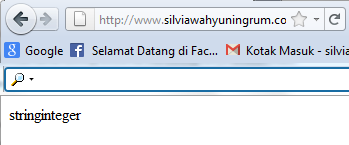 http://www.silviawahyuningrum.co
Google Selamat Datang di Fac... Kotak Masuk - silvia
stringinteger